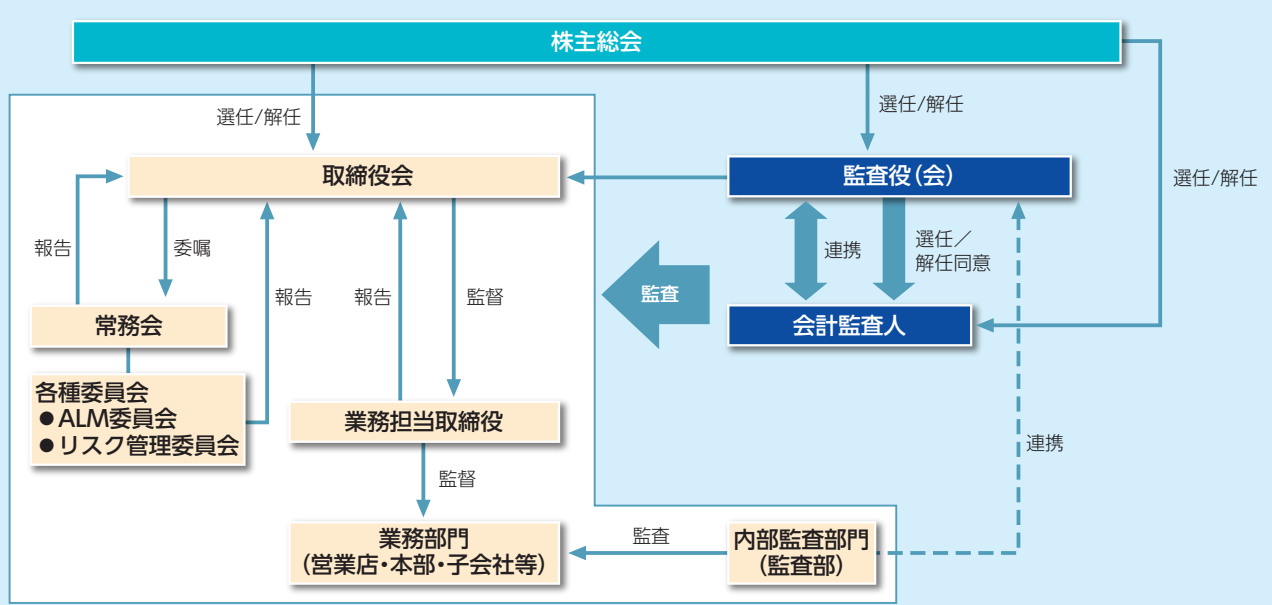 株主総会
選任/解任
選任/解任
選任/解任
取締役会
監査役(会)
報告
委嘱
報告
報告
監督
監査
連携
選任／
解任同意
常務会
会計監査人
各種委員会
●ALM委員会
●リスク管理委員会
業務担当取締役
監督
連携
業務部門
(営業店・本部・子会社等)
監査
内部監査部門
(監査部)